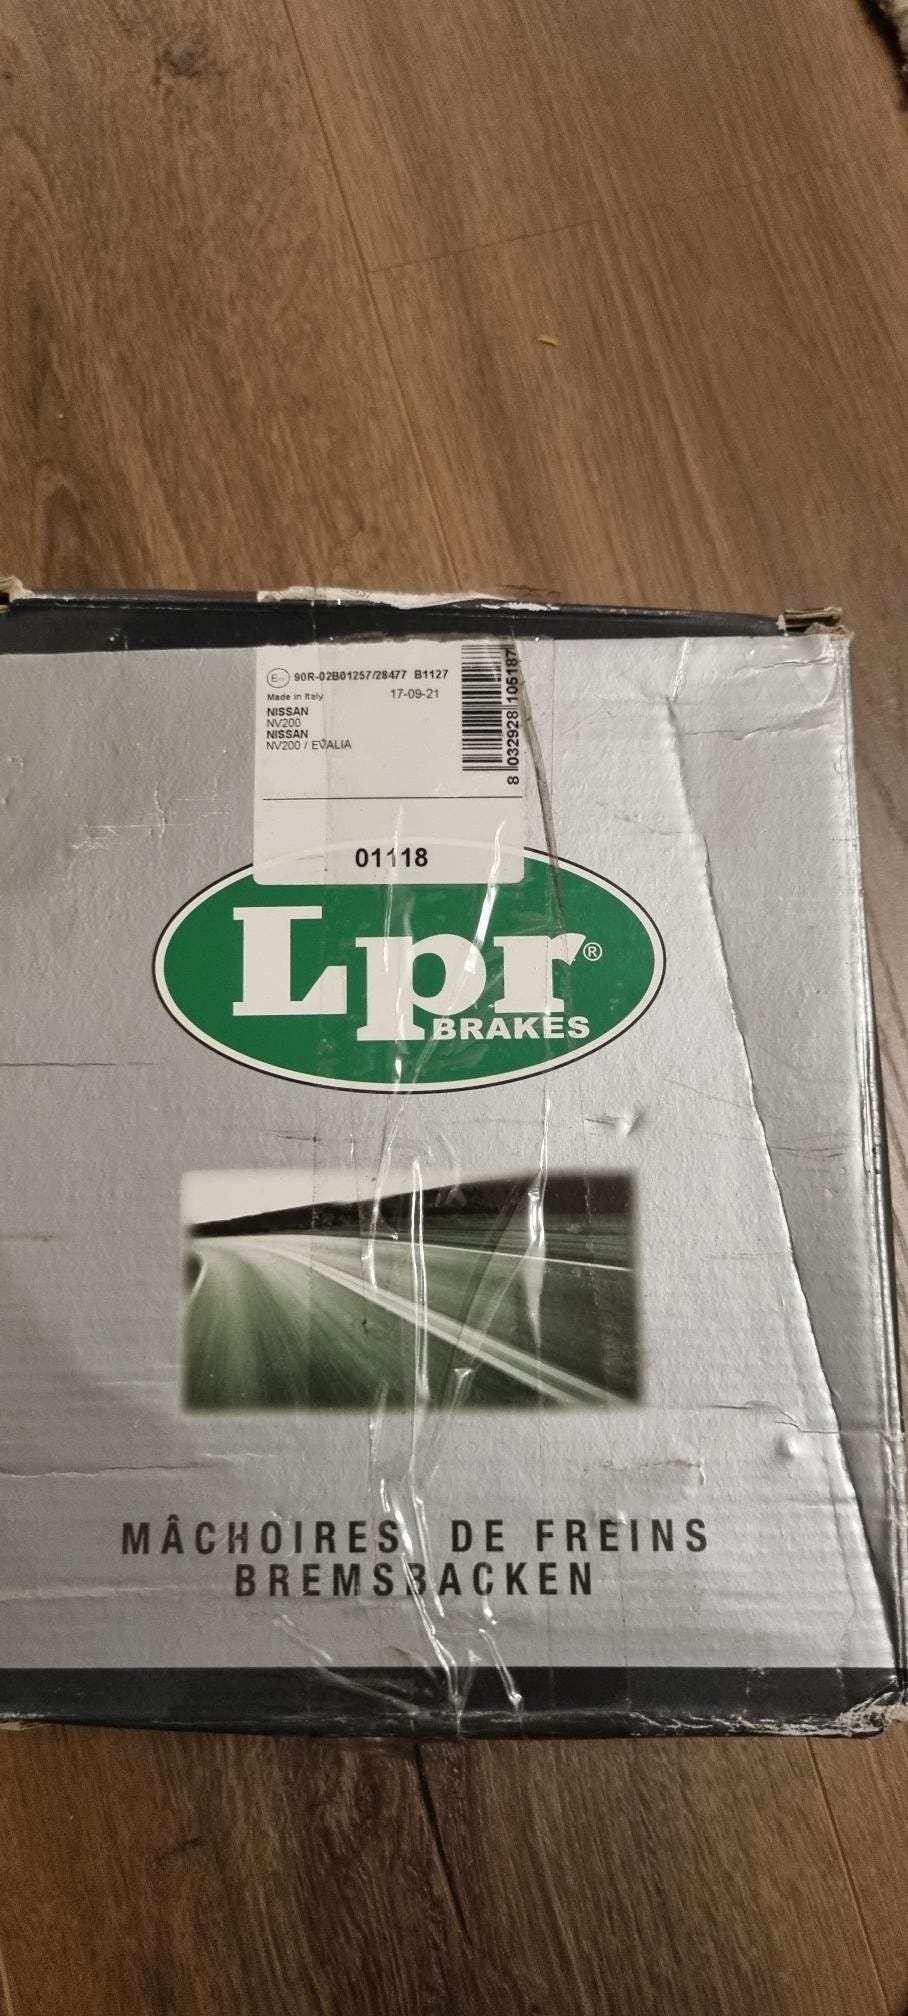 E11 90R-02B01257/28477 B1127
Made in Italy 17-09-21
NISSAN
NV200
NISSAN
NV200 / EVALIA
8 032928 105187
01118
Lpr®
BRAKES
MÂCHOIRES DE FREINS
BREMSBACKEN